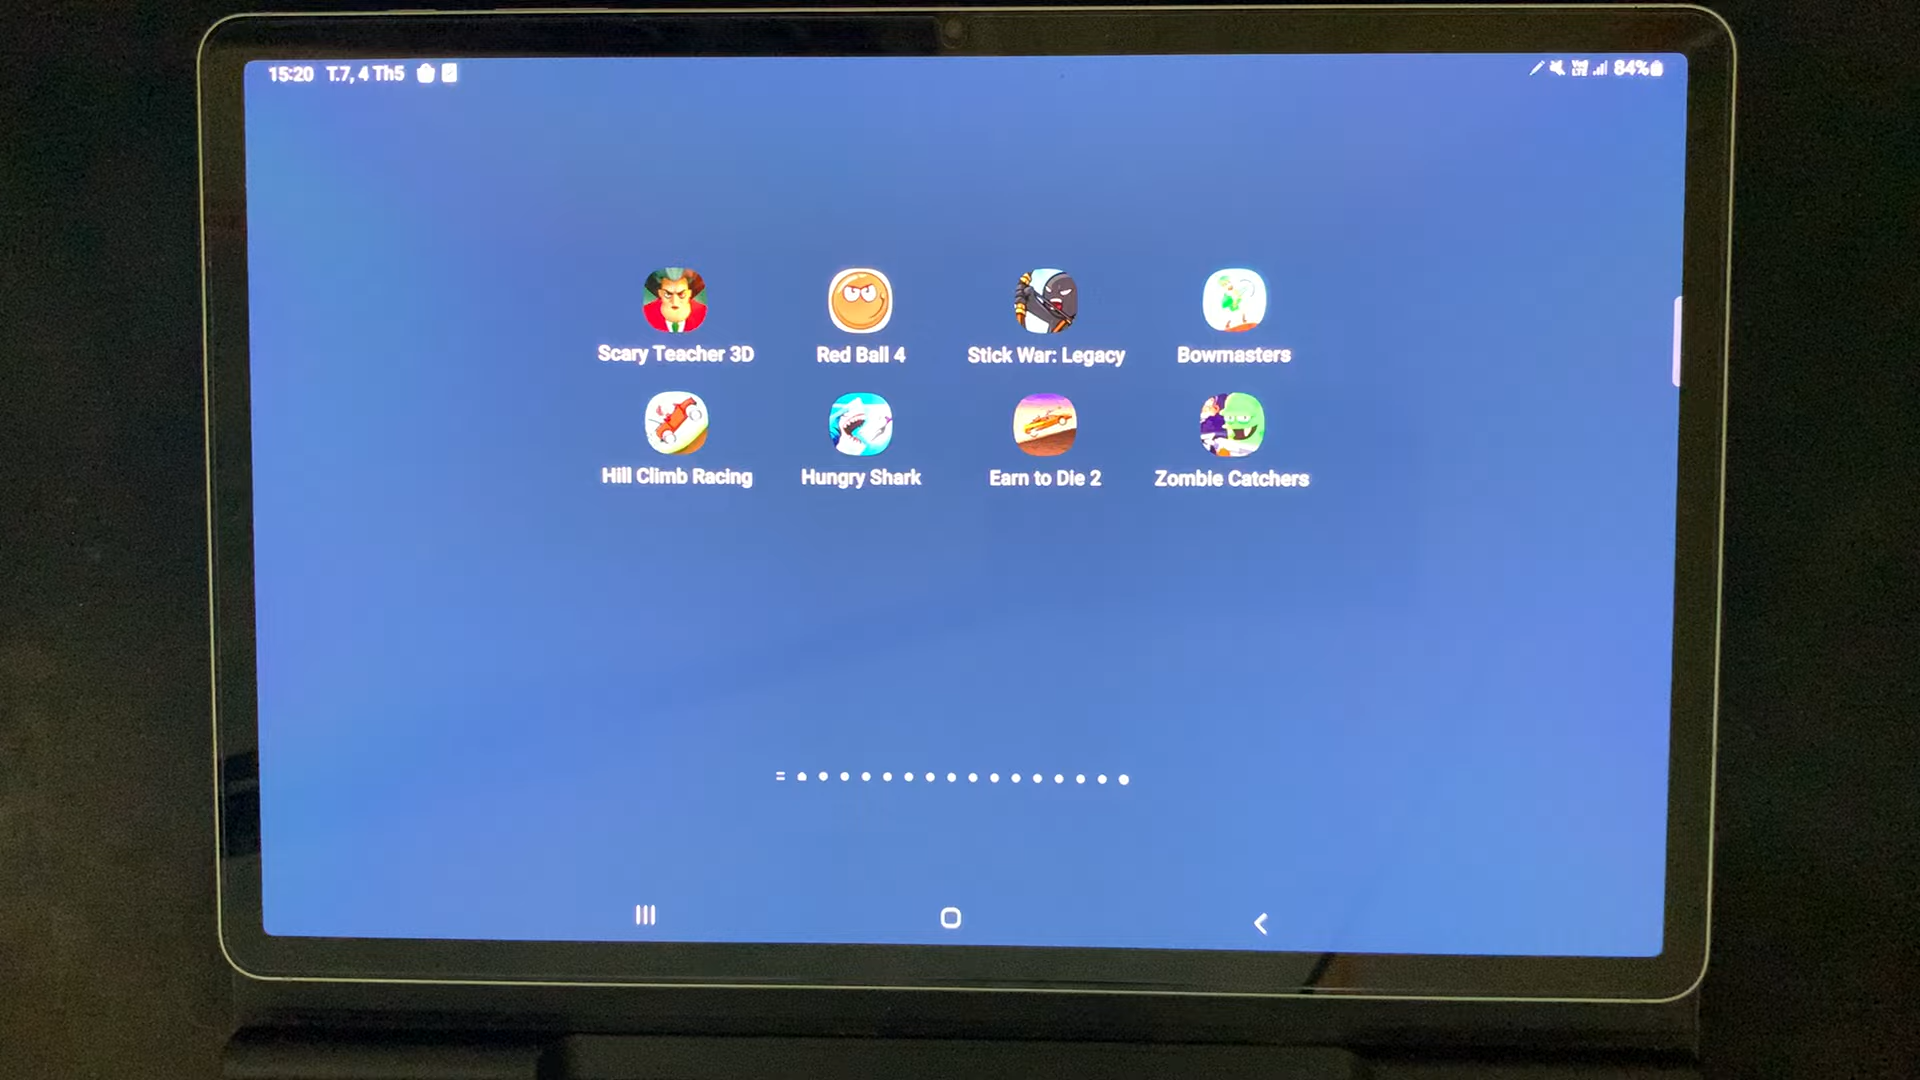 15:20 T.7, 4 Th5
84%
Scary Teacher 3D
Red Ball 4
Stick War: Legacy
Bowmasters
Hill Climb Racing
Hungry Shark
Earn to Die 2
Zombie Catchers